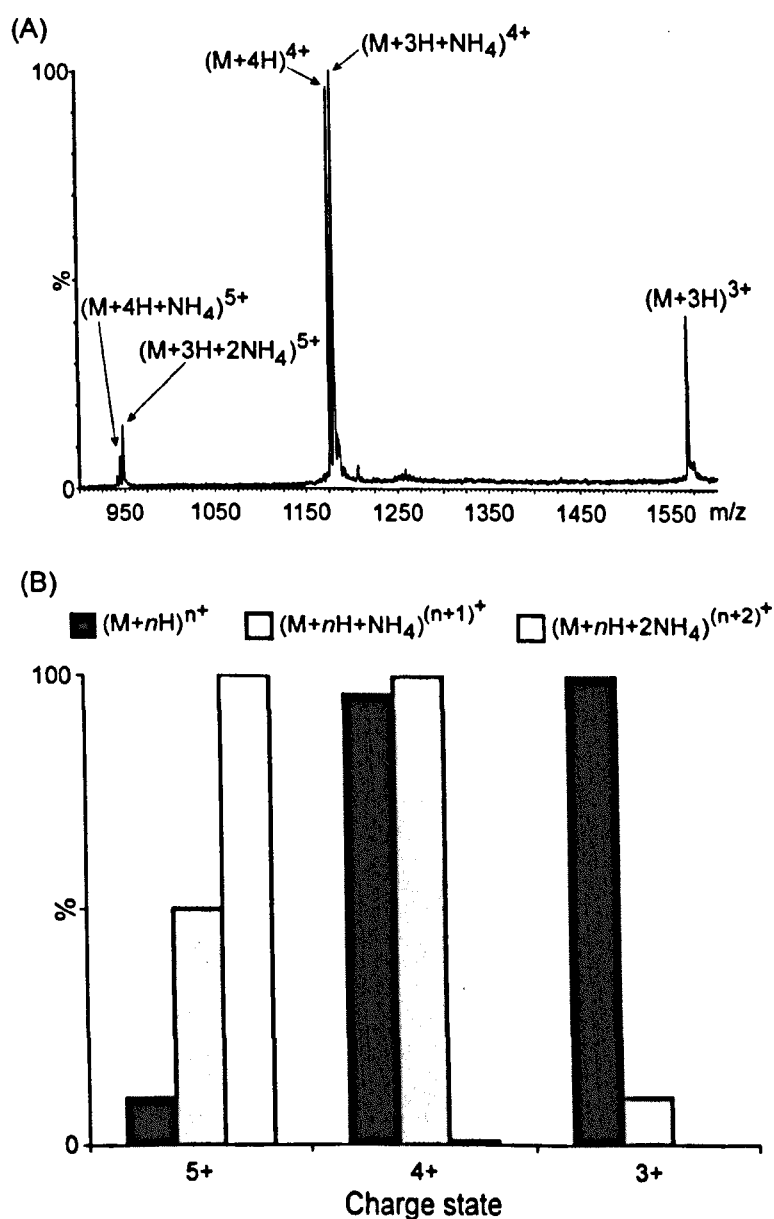 (A)
(M+4H)4+
(M+3H+NH4)4+
100
%
(M+4H+NH4)5+
(M+3H+2NH4)5+
(M+3H)3+
0
950 1050 1150 1250 1350 1450 1550 m/z
(B)
(M+nH)n+ (M+nH+NH4)(n+1)+ (M+nH+2NH4)(n+2)+
100
%
0
5+ 4+ 3+
Charge state